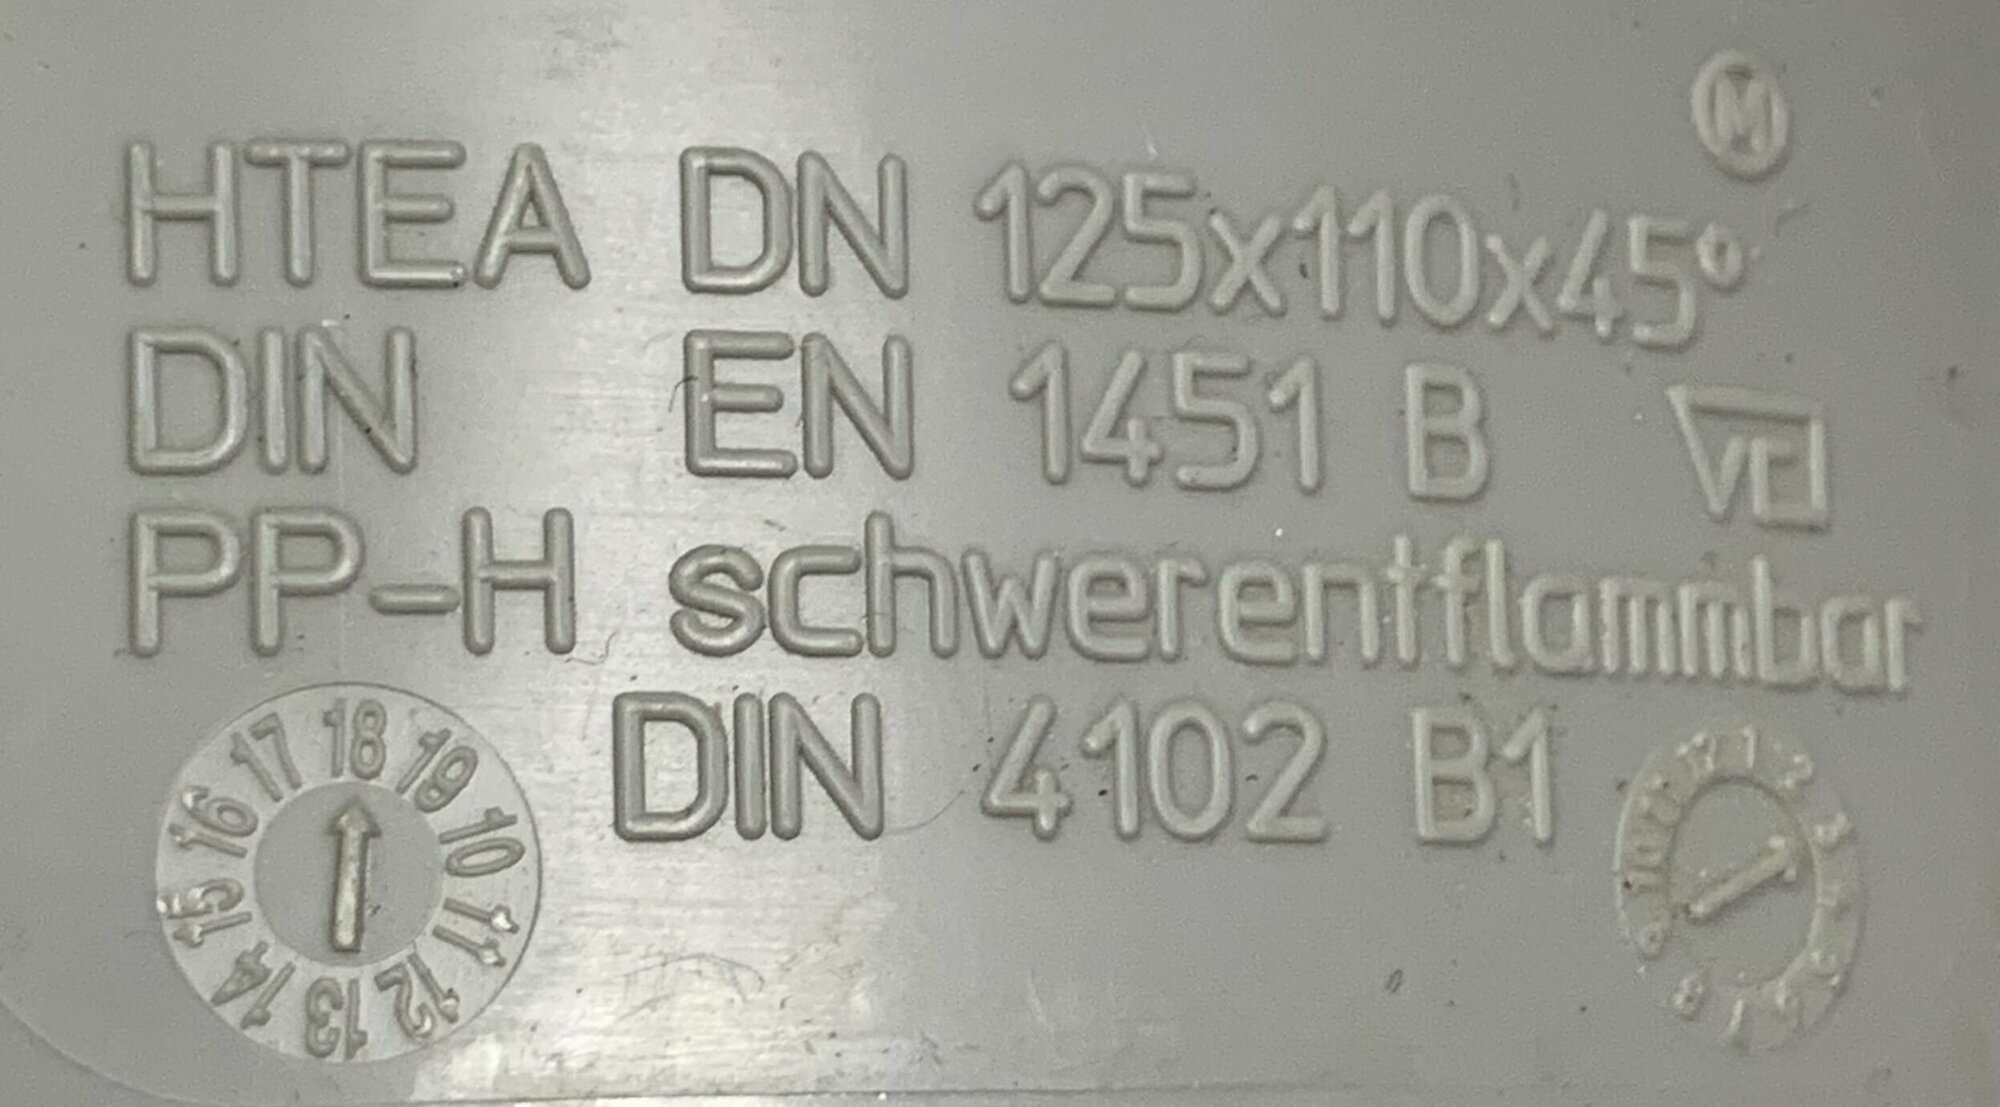 M
HTEA DN 125x110x45°
DIN EN 1451 B
PP-H schwerentflammbar
DIN 4102 B1
10 11 12 13 14 15 16 17 18 19